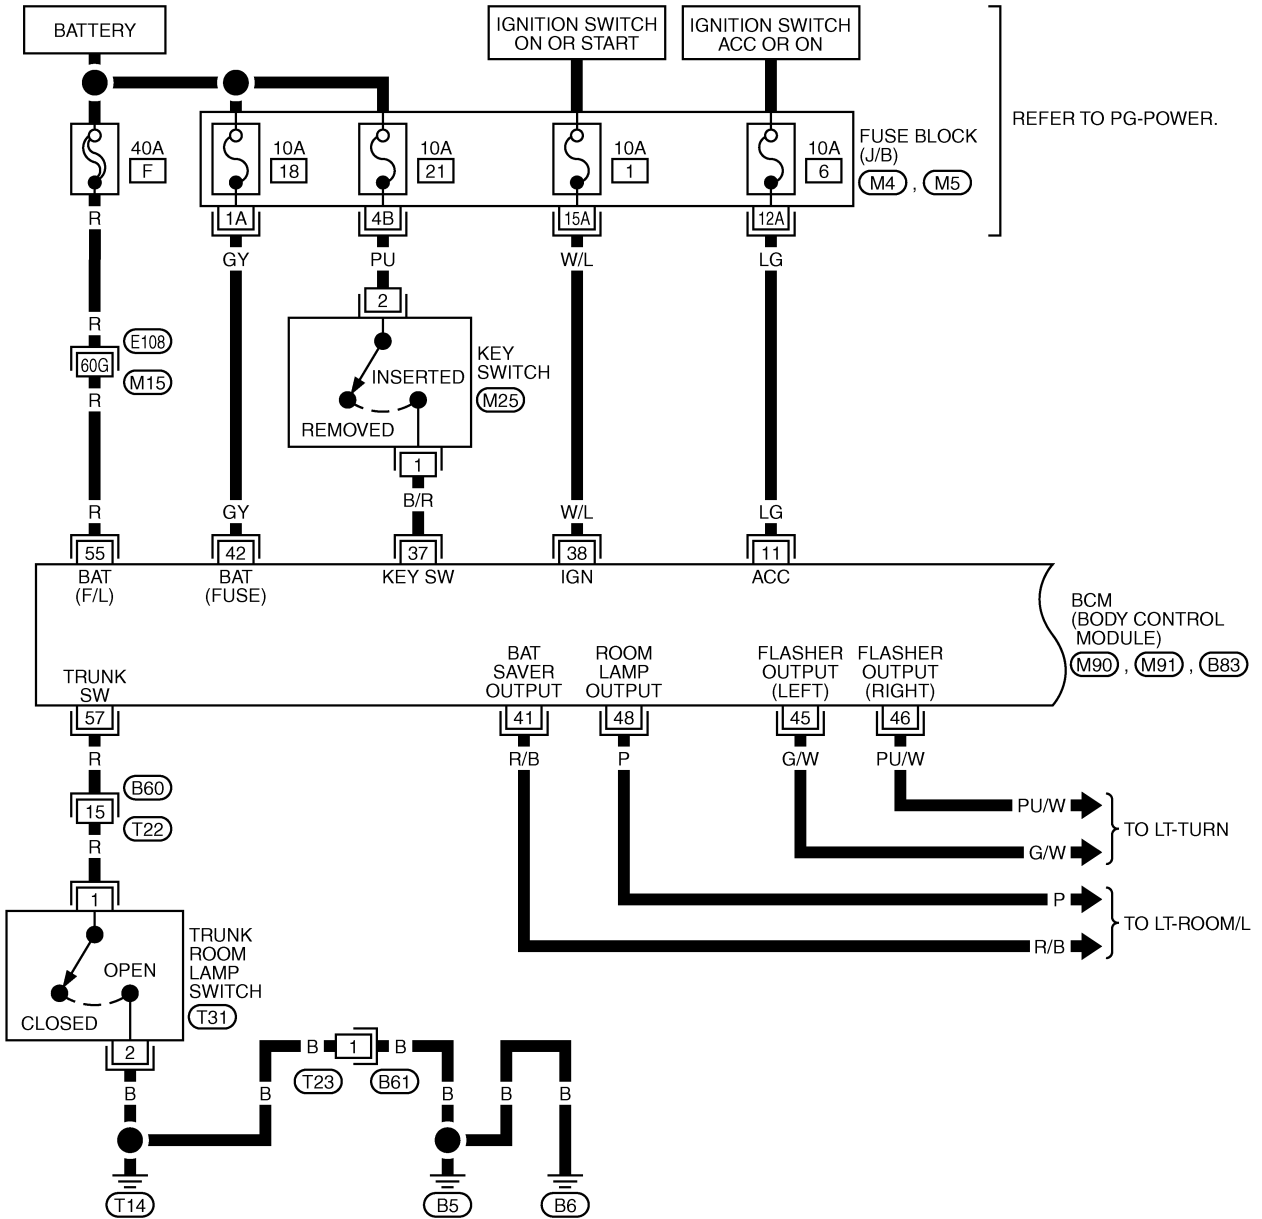 BATTERY
IGNITION SWITCH
ON OR START
IGNITION SWITCH
ACC OR ON
REFER TO PG-POWER.
40A
F
10A
18
10A
21
10A
1
10A
6
FUSE BLOCK
(J/B)
M4 , M5
R
1A
4B
15A
12A
GY
PU
W/L
LG
2
R
E108
60G
M15
R
INSERTED
REMOVED
KEY
SWITCH
M25
1
B/R
R
GY
W/L
LG
55
42
37
38
11
BAT
(F/L)
BAT
(FUSE)
KEY SW
IGN
ACC
BCM
(BODY CONTROL
MODULE)
M90 , M91 , B83
TRUNK
SW
BAT
SAVER
OUTPUT
ROOM
LAMP
OUTPUT
FLASHER
OUTPUT
(LEFT)
FLASHER
OUTPUT
(RIGHT)
57
41
48
45
46
R
R/B
P
G/W
PU/W
B60
15
T22
R
PU/W
G/W
TO LT-TURN
P
R/B
TO LT-ROOM/L
1
OPEN
CLOSED
TRUNK
ROOM
LAMP
SWITCH
T31
2
B
B
B
1
B
T23
B61
B
B
B
T14
B5
B6